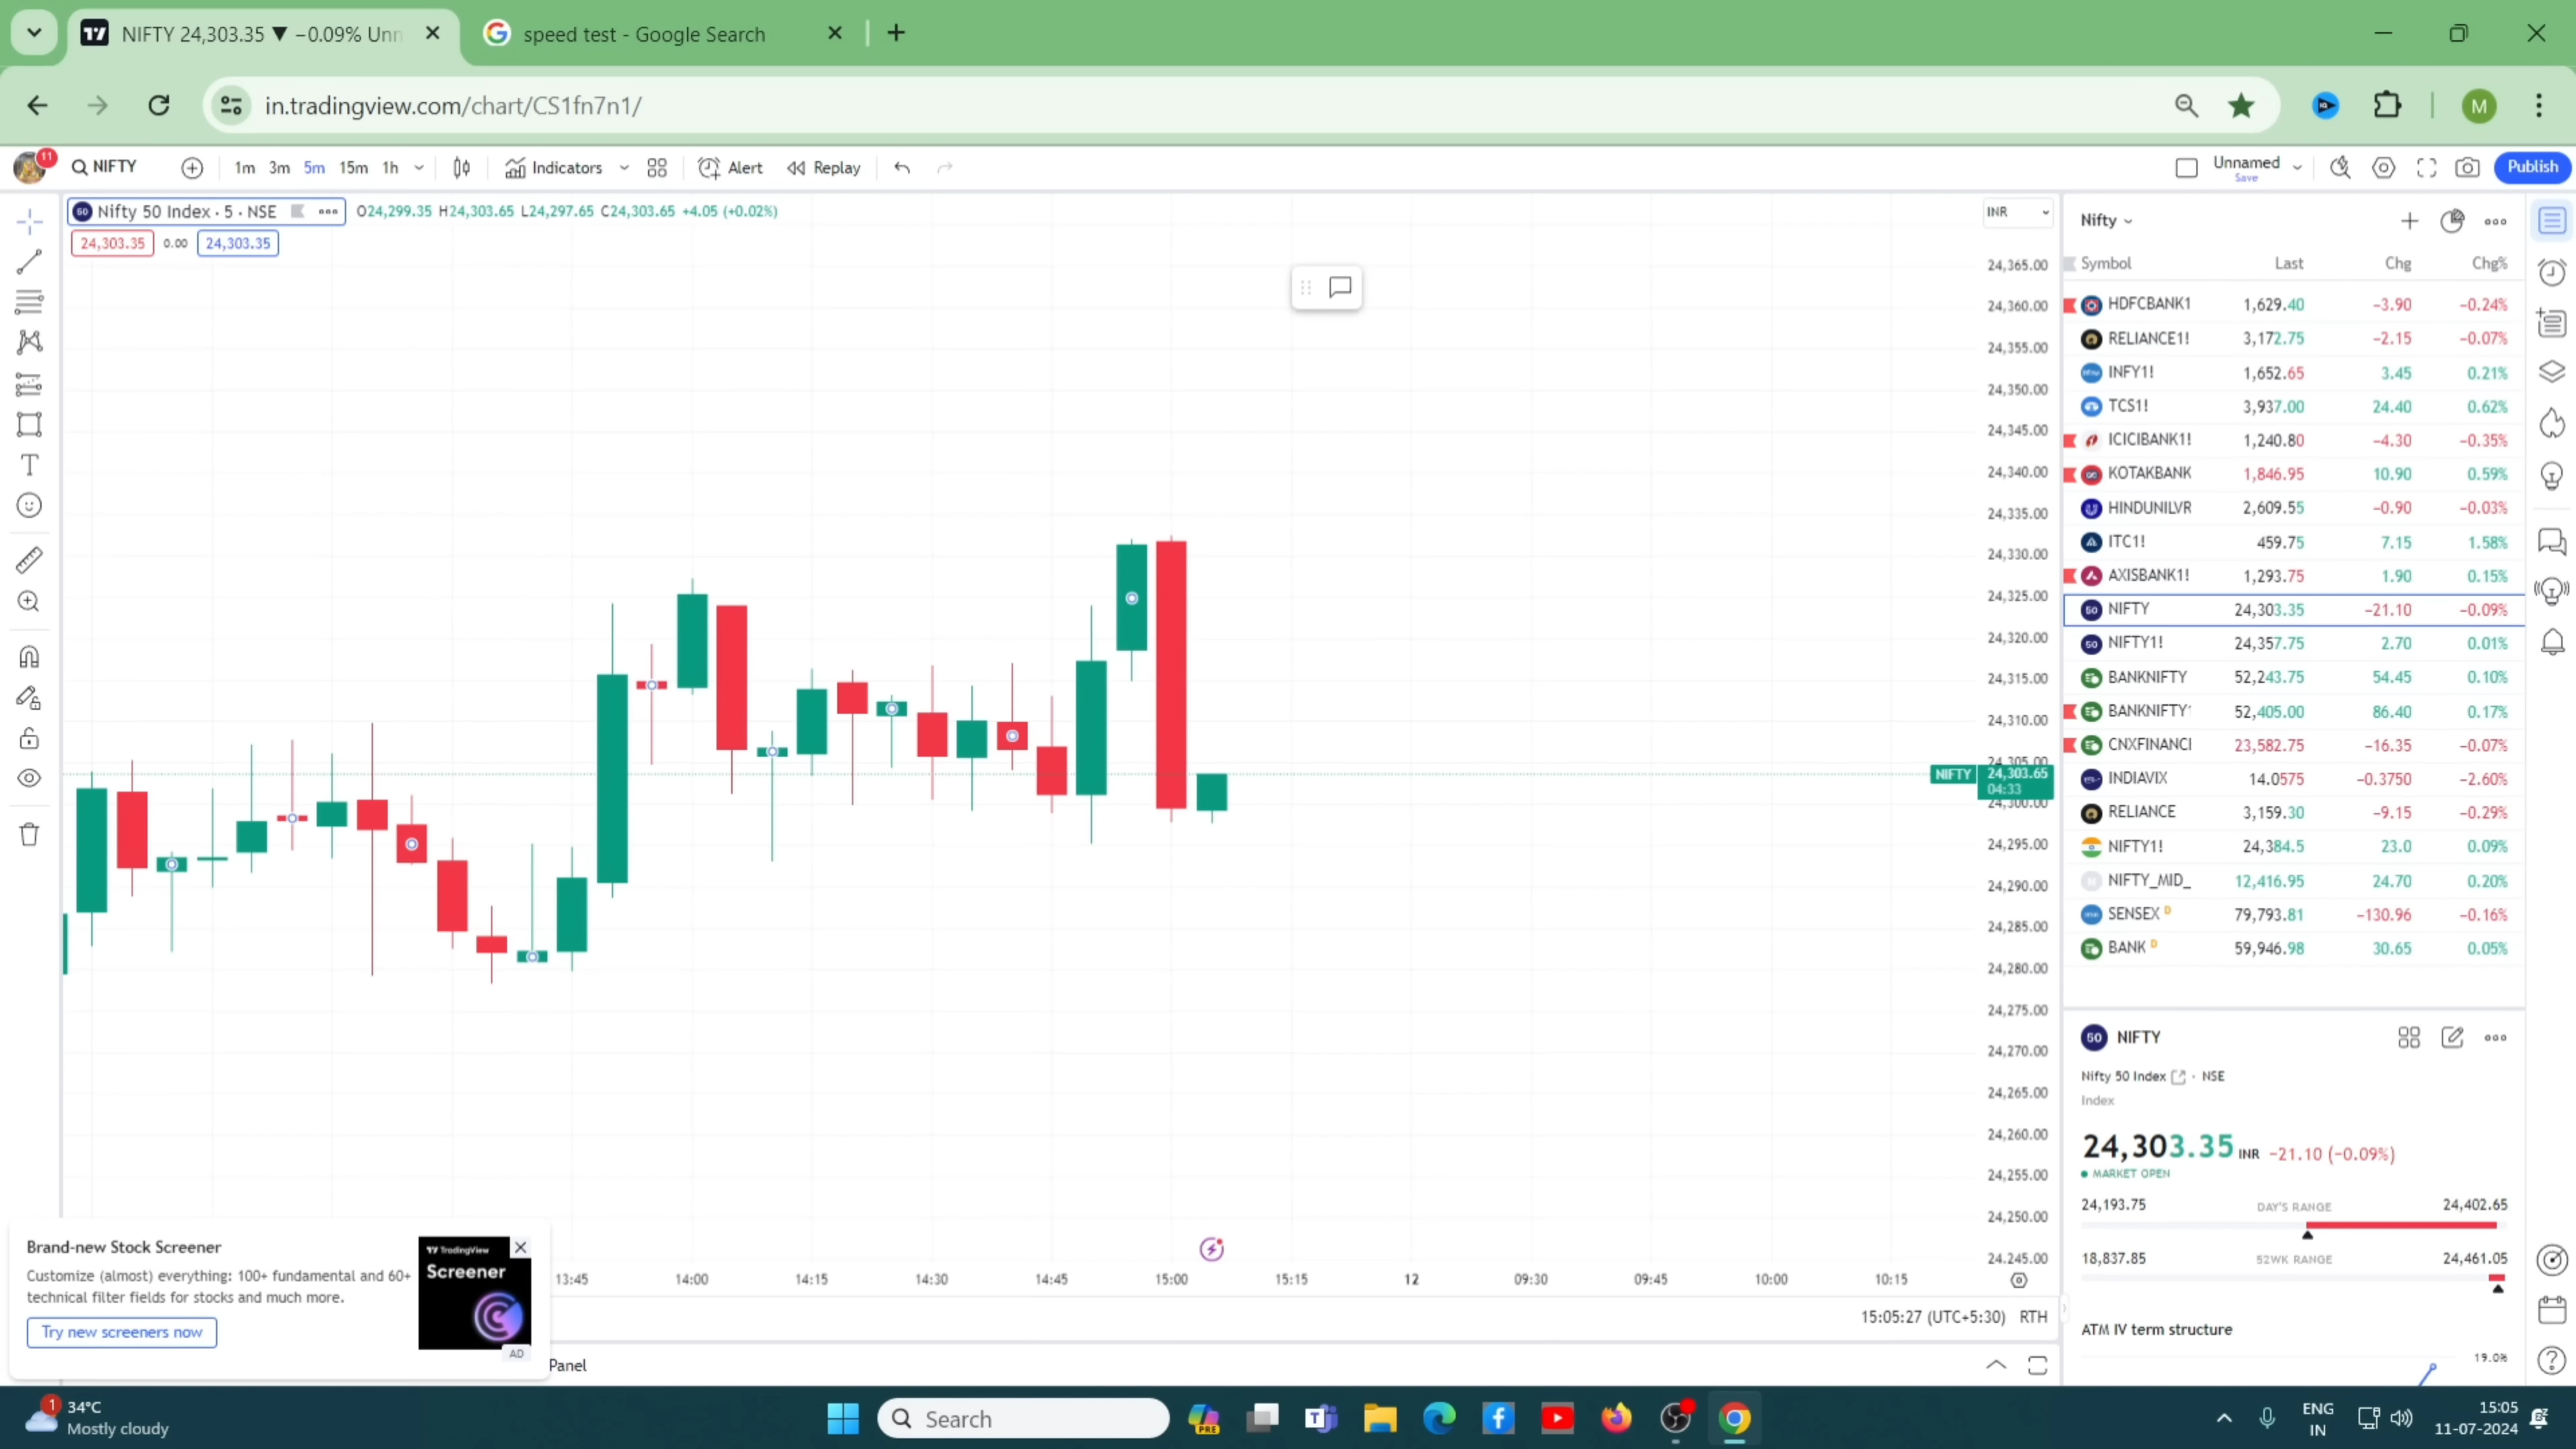 NIFTY 24,303.35 ▼ −0.09% Unn
speed test - Google Search
in.tradingview.com/chart/CS1fn7n1/
M
11
NIFTY
1m 3m 5m 15m 1h
Indicators
Alert
Replay
Unnamed
Save
Publish
Nifty 50 Index · 5 · NSE
O24,299.35 H24,303.65 L24,297.65 C24,303.65 +4.05 (+0.02%)
24,303.35 0.00 24,303.35
INR
24,365.00
24,360.00
24,355.00
24,350.00
24,345.00
24,340.00
24,335.00
24,330.00
24,325.00
24,320.00
24,315.00
24,310.00
24,305.00
NIFTY 24,303.65
04:33
24,300.00
24,295.00
24,290.00
24,285.00
24,280.00
24,275.00
24,270.00
24,265.00
24,260.00
24,255.00
24,250.00
24,245.00
13:45 14:00 14:15 14:30 14:45 15:00 15:15 12 09:30 09:45 10:00 10:15
15:05:27 (UTC+5:30) RTH
Panel
Brand-new Stock Screener
Customize (almost) everything: 100+ fundamental and 60+
technical filter fields for stocks and much more.
Try new screeners now
TradingView
Screener
AD
Nifty
Symbol Last Chg Chg%
HDFCBANK1 1,629.40 −3.90 −0.24%
RELIANCE1! 3,172.75 −2.15 −0.07%
INFY1! 1,652.65 3.45 0.21%
TCS1! 3,937.00 24.40 0.62%
ICICIBANK1! 1,240.80 −4.30 −0.35%
KOTAKBANK 1,846.95 10.90 0.59%
HINDUNILVR 2,609.55 −0.90 −0.03%
ITC1! 459.75 7.15 1.58%
AXISBANK1! 1,293.75 1.90 0.15%
50 NIFTY 24,303.35 −21.10 −0.09%
50 NIFTY1! 24,357.75 2.70 0.01%
BANKNIFTY 52,243.75 54.45 0.10%
BANKNIFTY 52,405.00 86.40 0.17%
CNXFINANCI 23,582.75 −16.35 −0.07%
INDIAVIX 14.0575 −0.3750 −2.60%
RELIANCE 3,159.30 −9.15 −0.29%
NIFTY1! 24,384.5 23.0 0.09%
NIFTY_MID_ 12,416.95 24.70 0.20%
SENSEX D 79,793.81 −130.96 −0.16%
BANK D 59,946.98 30.65 0.05%
50 NIFTY
Nifty 50 Index · NSE
Index
24,303.35 INR −21.10 (−0.09%)
MARKET OPEN
24,193.75 DAY'S RANGE 24,402.65
18,837.85 52WK RANGE 24,461.05
ATM IV term structure
19.0%
1
34°C
Mostly cloudy
Search
PRE
ENG
IN
15:05
11-07-2024